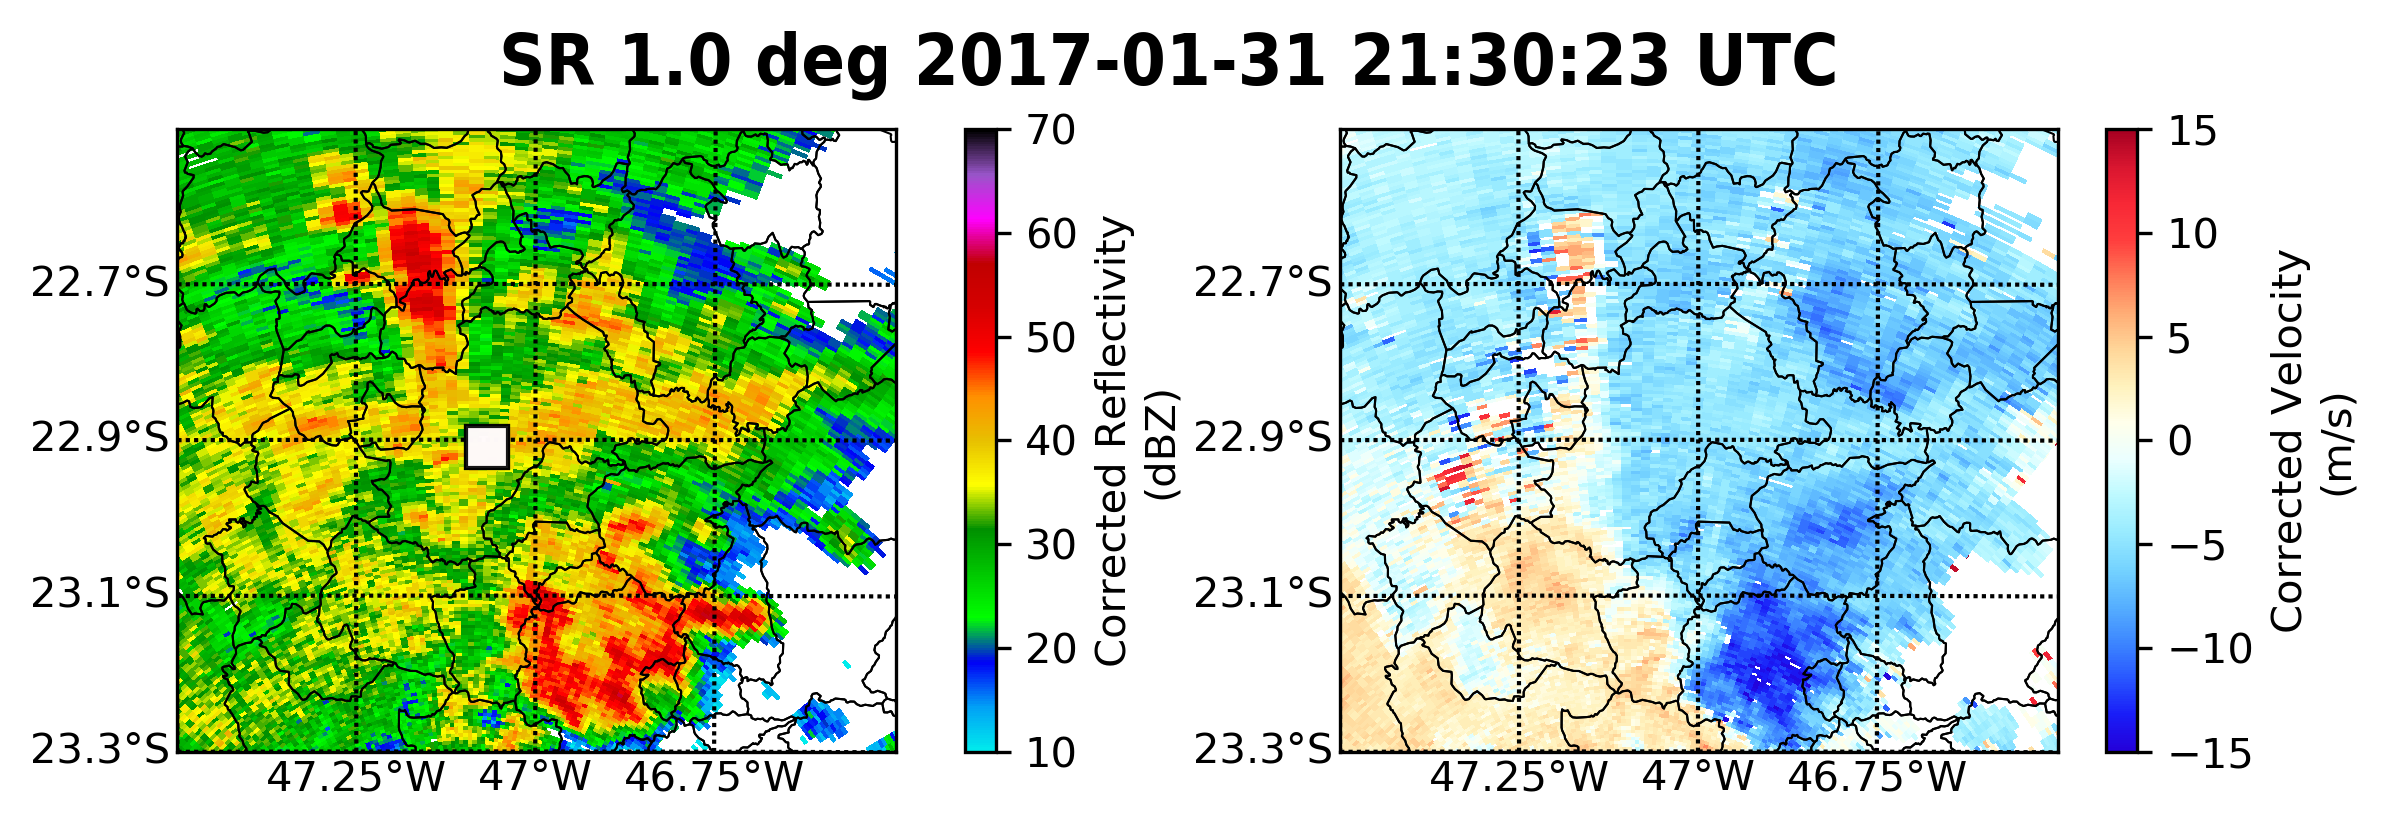 SR 1.0 deg 2017-01-31 21:30:23 UTC
22.7°S
22.9°S
23.1°S
23.3°S
47.25°W 47°W 46.75°W
70
60
50
40
30
20
10
Corrected Reflectivity
(dBZ)
22.7°S
22.9°S
23.1°S
23.3°S
47.25°W 47°W 46.75°W
15
10
5
0
−5
−10
−15
Corrected Velocity
(m/s)